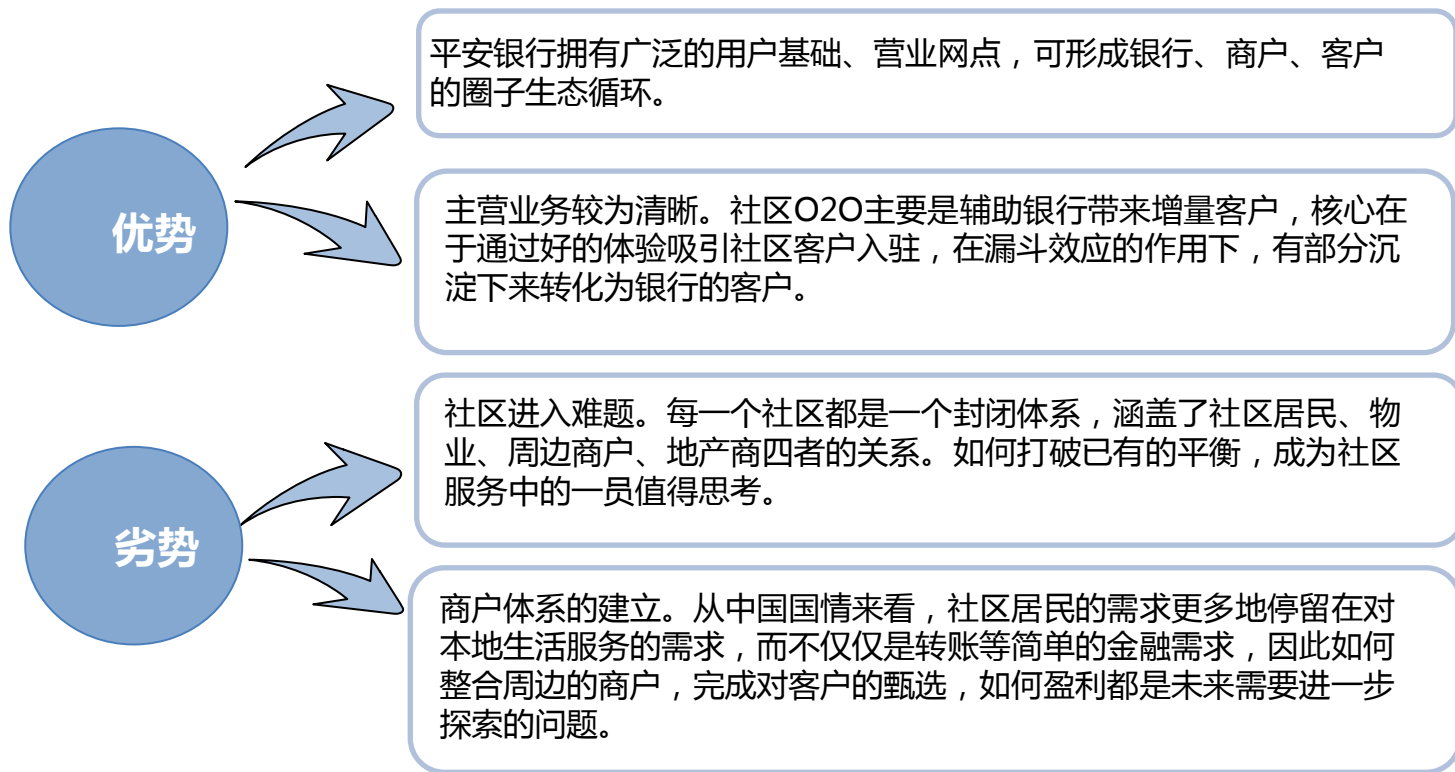 平安银行拥有广泛的用户基础、营业网点，可形成银行、商户、客户
的圈子生态循环。
优势
主营业务较为清晰。社区O2O主要是辅助银行带来增量客户，核心在
于通过好的体验吸引社区客户入驻，在漏斗效应的作用下，有部分沉
淀下来转化为银行的客户。
社区进入难题。每一个社区都是一个封闭体系，涵盖了社区居民、物
业、周边商户、地产商四者的关系。如何打破已有的平衡，成为社区
服务中的一员值得思考。
劣势
商户体系的建立。从中国国情来看，社区居民的需求更多地停留在对
本地生活服务的需求，而不仅仅是转账等简单的金融需求，因此如何
整合周边的商户，完成对客户的甄选，如何盈利都是未来需要进一步
探索的问题。